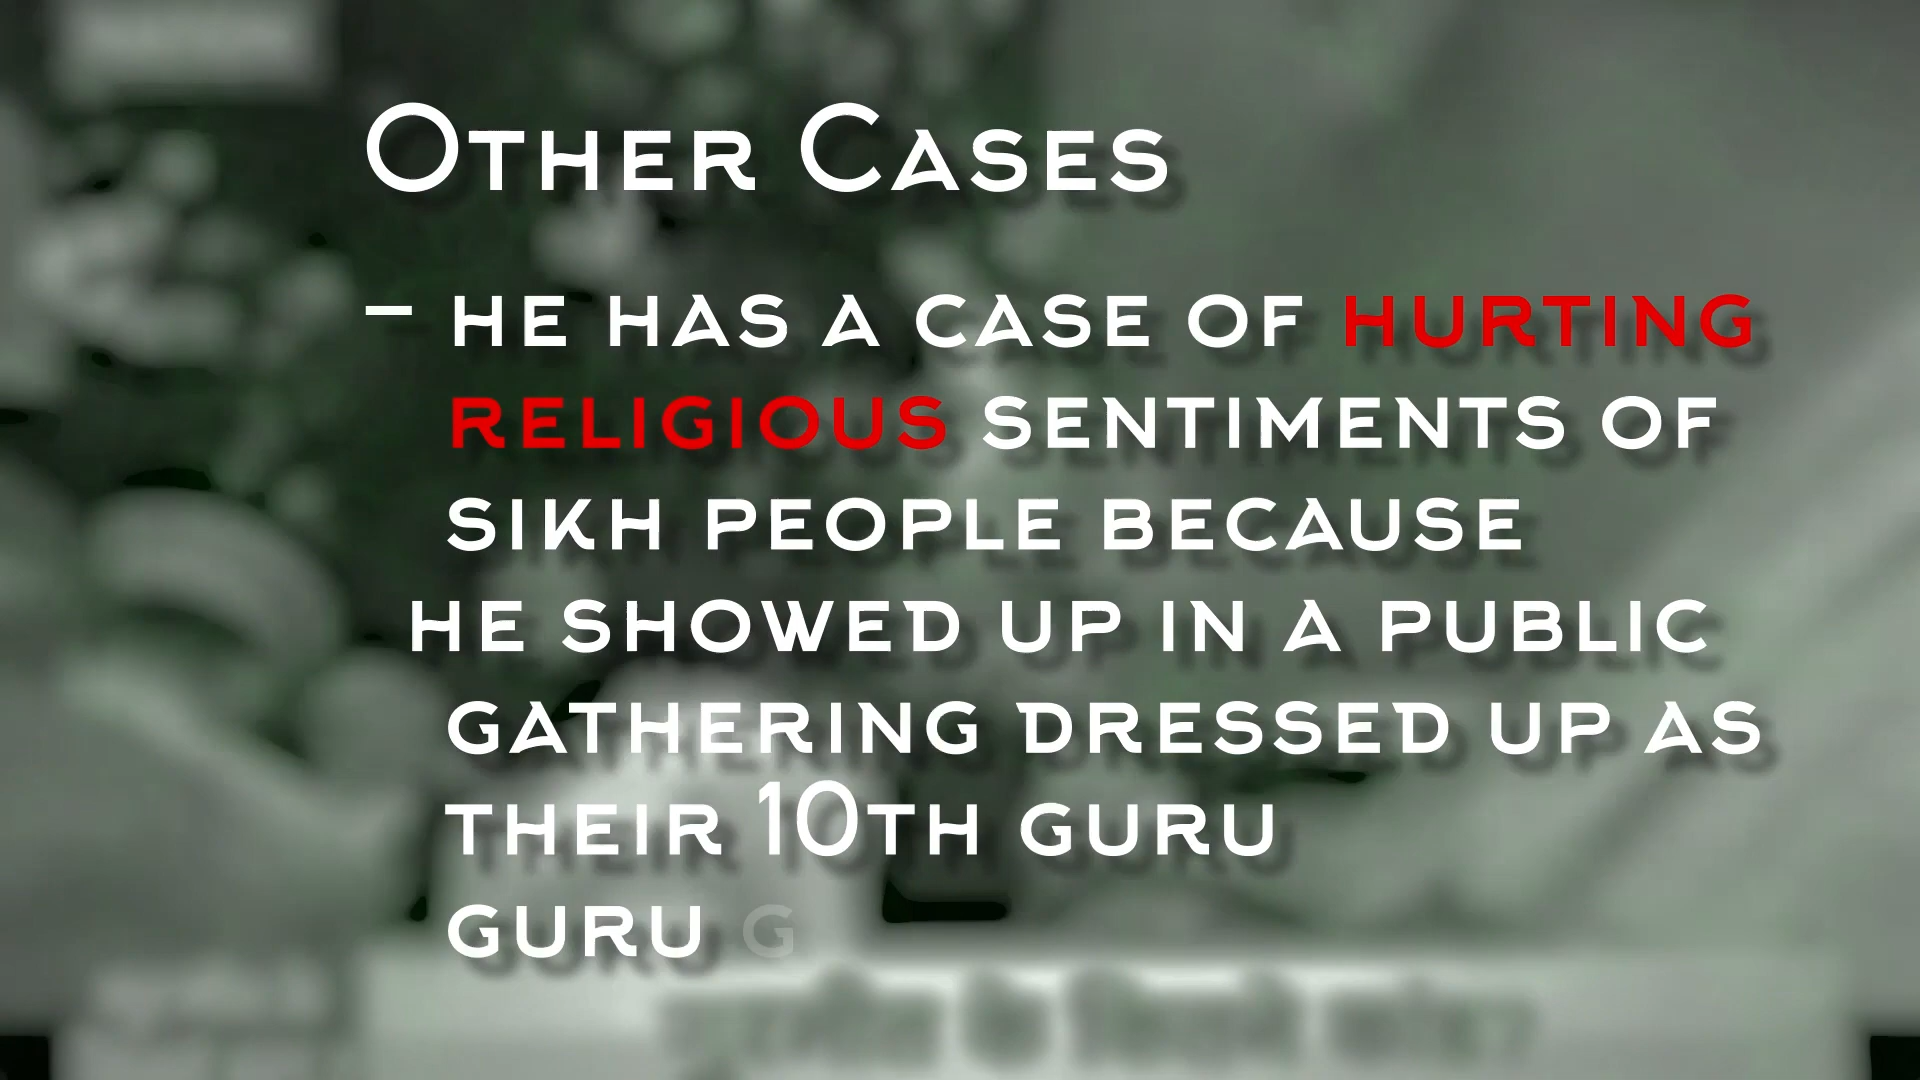 Other Cases
– he has a case of hurting
religious sentiments of
sikh people because
he showed up in a public
gathering dressed up as
their 10th guru
guru g